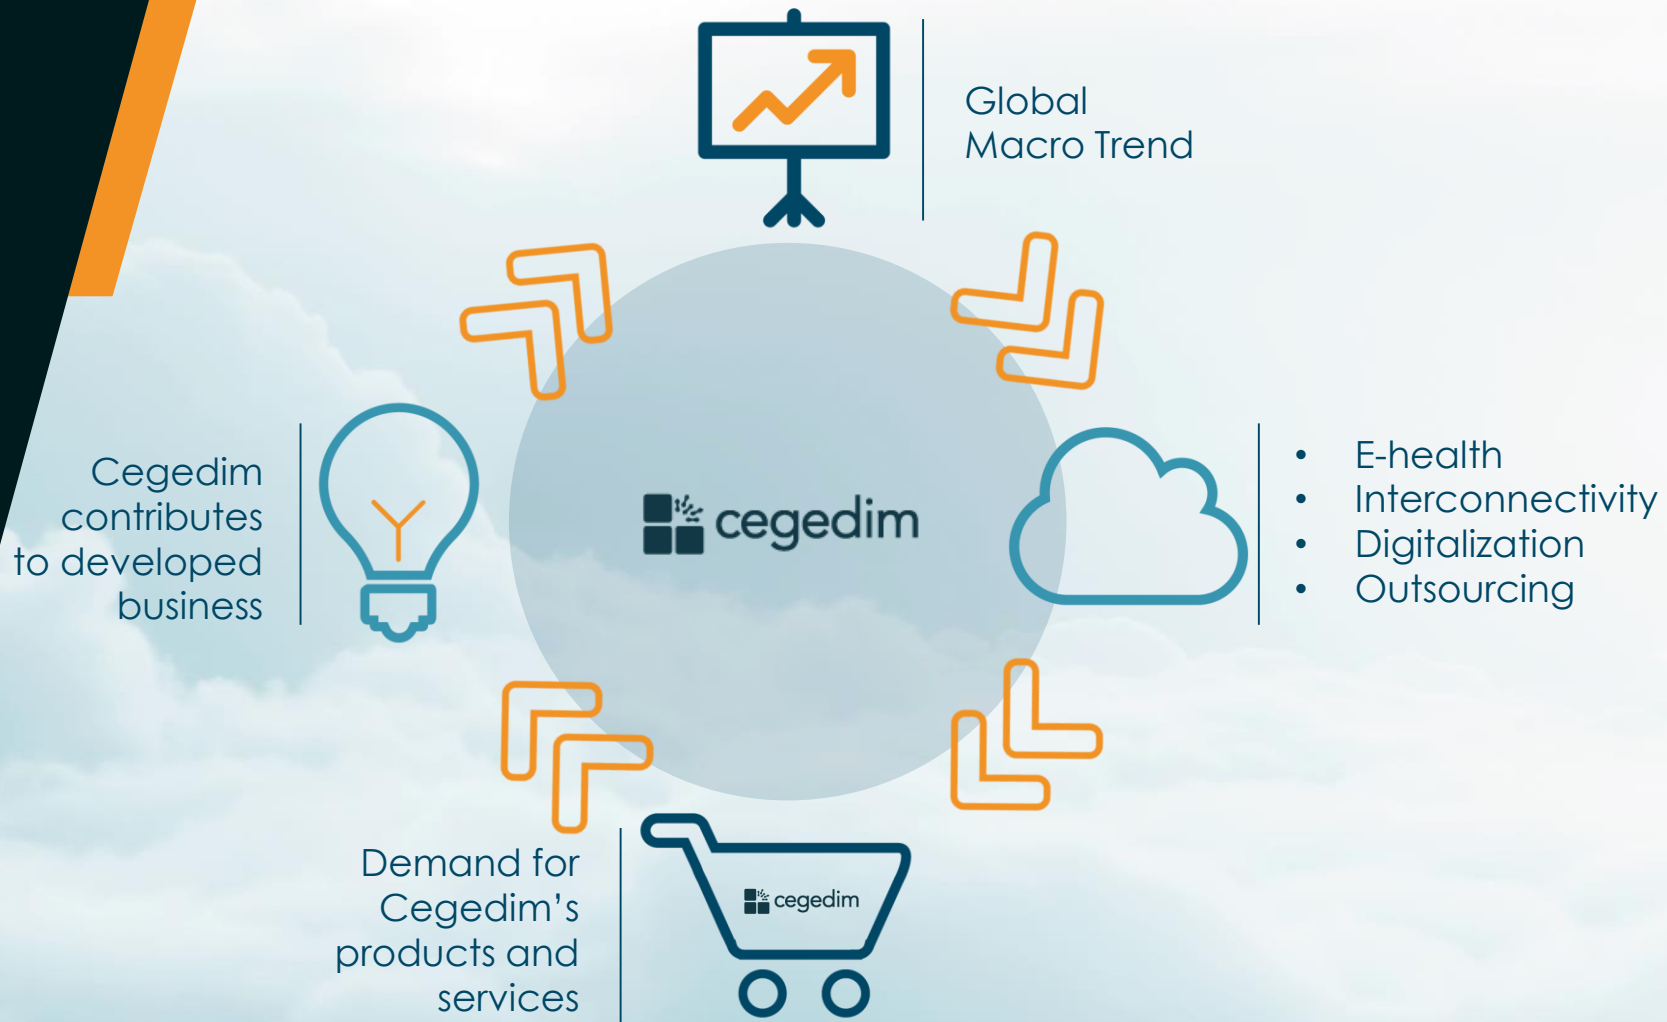 Global
Macro Trend
• E-health
• Interconnectivity
• Digitalization
• Outsourcing
Cegedim
contributes
to developed
business
cegedim
Demand for
Cegedim’s
products and
services
cegedim